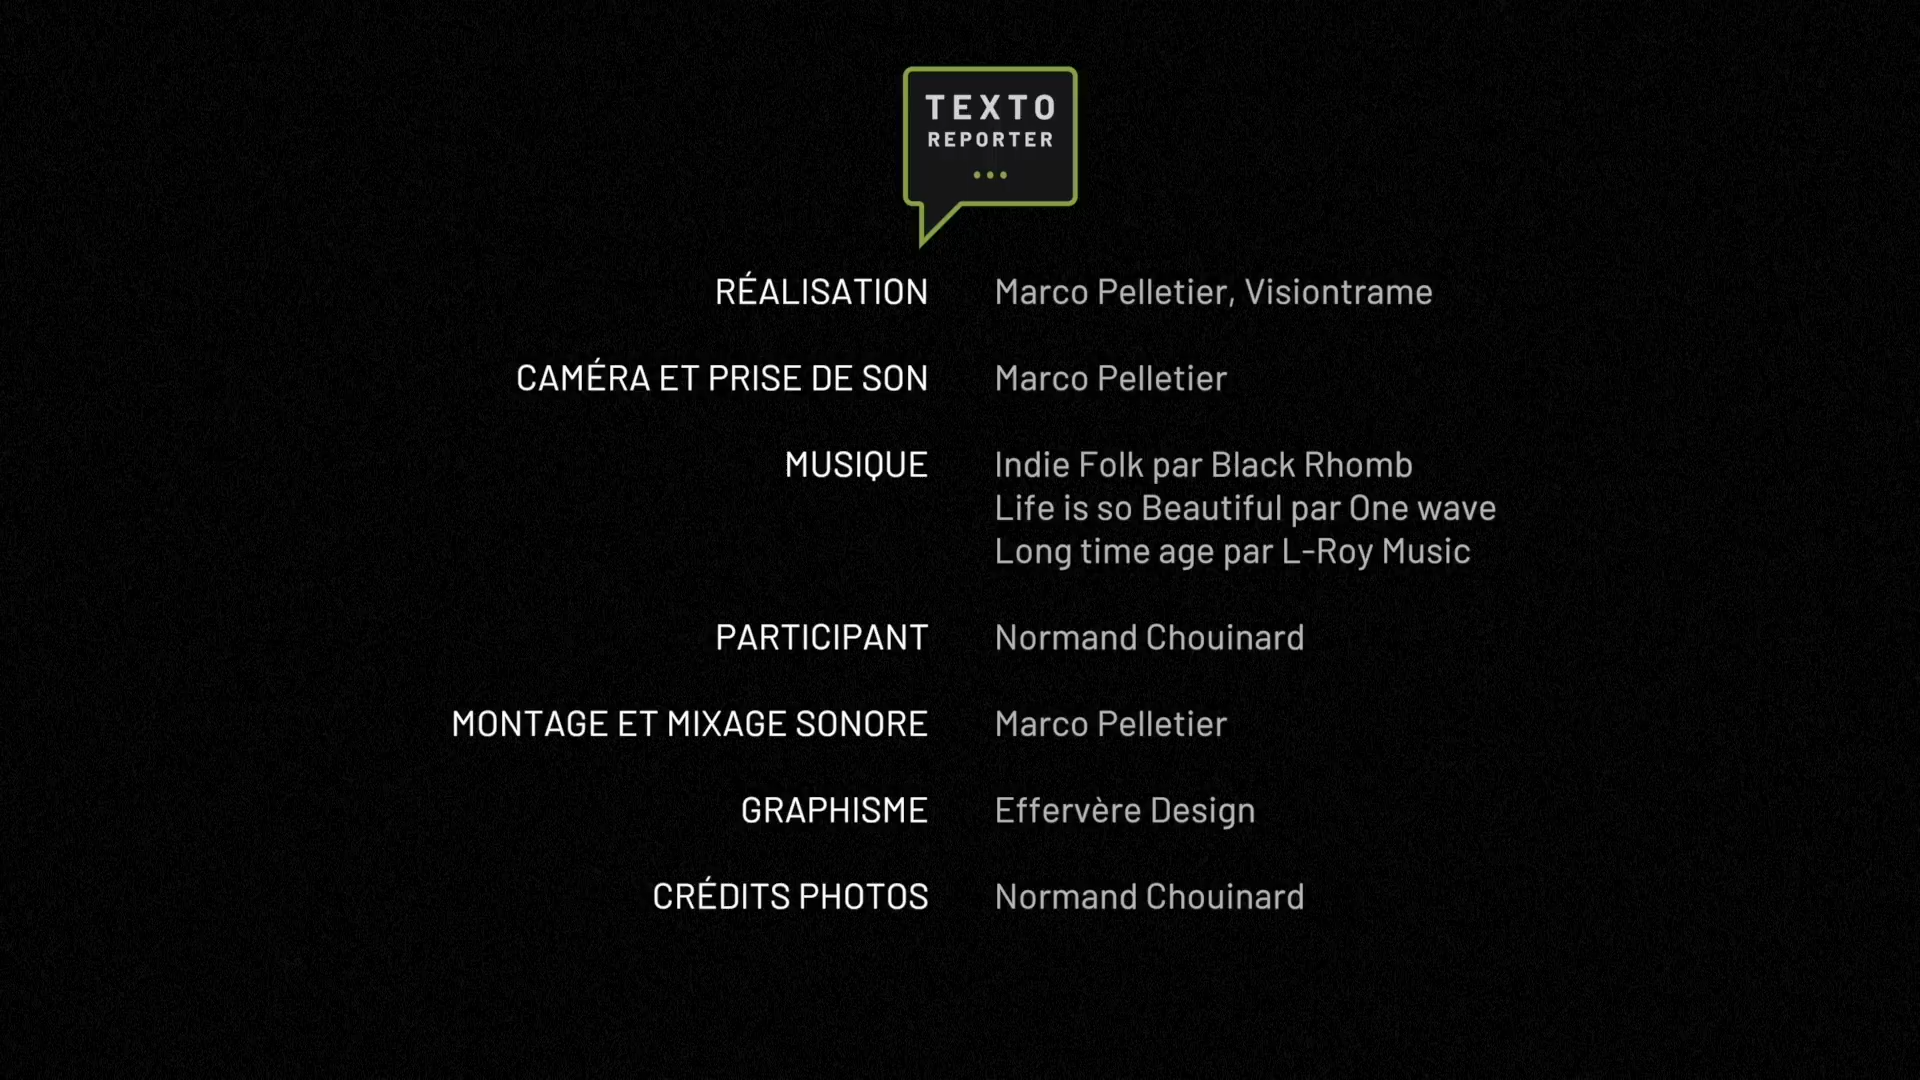 TEXTO
REPORTER
RÉALISATION Marco Pelletier, Visiontrame
CAMÉRA ET PRISE DE SON Marco Pelletier
MUSIQUE Indie Folk par Black Rhomb
Life is so Beautiful par One wave
Long time age par L-Roy Music
PARTICIPANT Normand Chouinard
MONTAGE ET MIXAGE SONORE Marco Pelletier
GRAPHISME Effervère Design
CRÉDITS PHOTOS Normand Chouinard